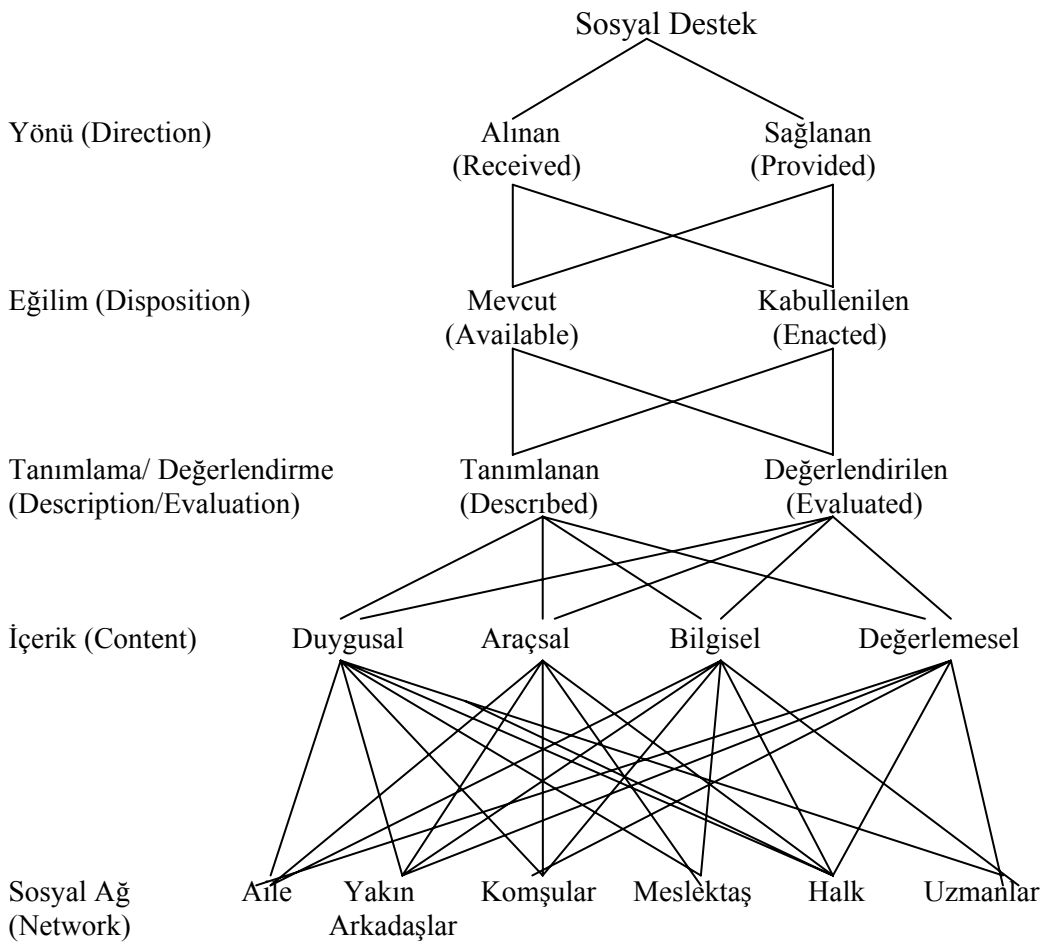 Sosyal Destek
Yönü (Direction) Alınan Sağlanan
(Received) (Provided)
Eğilim (Disposition) Mevcut Kabullenilen
(Available) (Enacted)
Tanımlama/ Değerlendirme Tanımlanan Değerlendirilen
(Description/Evaluation) (Descrıbed) (Evaluated)
İçerik (Content) Duygusal Araçsal Bilgisel Değerlemesel
Sosyal Ağ Aile Yakın Komşular Meslektaş Halk Uzmanlar
(Network) Arkadaşlar